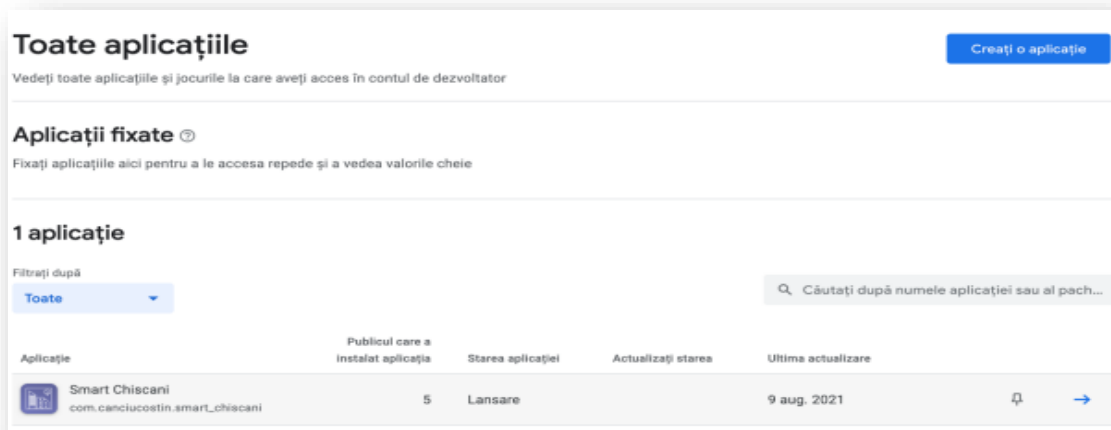 Toate aplicațiile
Creați o aplicație
Vedeți toate aplicațiile și jocurile la care aveți acces în contul de dezvoltator
Aplicații fixate
Fixați aplicațiile aici pentru a le accesa repede și a vedea valorile cheie
1 aplicație
Filtrați după
Toate
Căutați după numele aplicației sau al pach...
Publicul care a
Aplicație instalat aplicația Starea aplicației Actualizați starea Ultima actualizare
Smart Chiscani
com.canciucostin.smart_chiscani
5 Lansare 9 aug. 2021